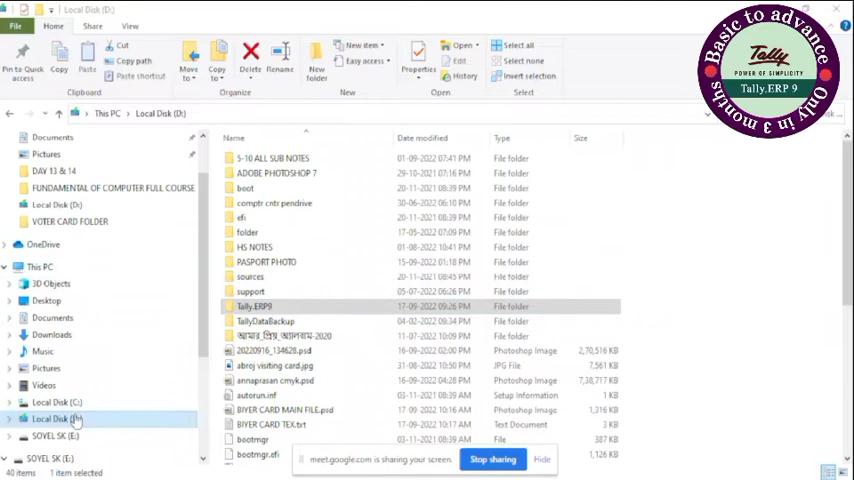 Local Disk (D:)
File
Home
Share
View
Pin to Quick access
Copy
Paste
Cut
Copy path
Paste shortcut
Clipboard
Move to
Copy to
Delete
Rename
Organize
New folder
New item
Easy access
New
Properties
Open
Edit
History
Open
Select all
Select none
Invert selection
Select
Basic to advance
Tally
POWER OF SIMPLICITY
Tally.ERP 9
Only in 3 months
This PC > Local Disk (D:)
Documents
Pictures
DAY 13 & 14
FUNDAMENTAL OF COMPUTER FULL COURSE
Local Disk (D:)
VOTER CARD FOLDER
OneDrive
This PC
3D Objects
Desktop
Documents
Downloads
Music
Pictures
Videos
Local Disk (C:)
Local Disk
SOYEL SK (E:)
SOYEL SK (E:)
Name Date modified Type Size
5-10 ALL SUB NOTES 01-09-2022 07:41 PM File folder
ADOBE PHOTOSHOP 7 29-10-2021 07:16 PM File folder
boot 20-11-2021 08:39 PM File folder
comptr cntr pendrive 30-06-2022 06:10 PM File folder
efi 20-11-2021 08:39 PM File folder
folder 17-05-2022 07:09 PM File folder
HS NOTES 01-08-2022 10:41 PM File folder
PASPORT PHOTO 15-09-2022 01:18 PM File folder
sources 20-11-2021 08:45 PM File folder
support 05-07-2022 06:26 PM File folder
Tally.ERP9 17-09-2022 09:26 PM File folder
TallyDataBackup 04-02-2022 09:34 PM File folder
আমার_প্রিয়_অ্যালবাম-2020 11-07-2022 10:09 PM File folder
20220916_134628.psd 16-09-2022 02:00 PM Photoshop Image 2,70,516 KB
abroj visiting card.jpg 31-08-2022 10:50 PM JPG File 7,561 KB
annaprasan cmyk.psd 16-09-2022 04:28 PM Photoshop Image 7,38,717 KB
autorun.inf 16-09-2022 10:24 PM Setup Information 1 KB
BIYER CARD MAIN FILE.psd 17-09-2022 10:16 AM Photoshop Image 1,316 KB
BIYER CARD TEX.txt 17-09-2022 10:17 AM Text Document 2 KB
bootmgr 03-11-2021 08:39 PM File 387 KB
bootmgr.efi 1,126 KB
meet.google.com is sharing your screen.
Stop sharing
Hide
40 items 1 item selected